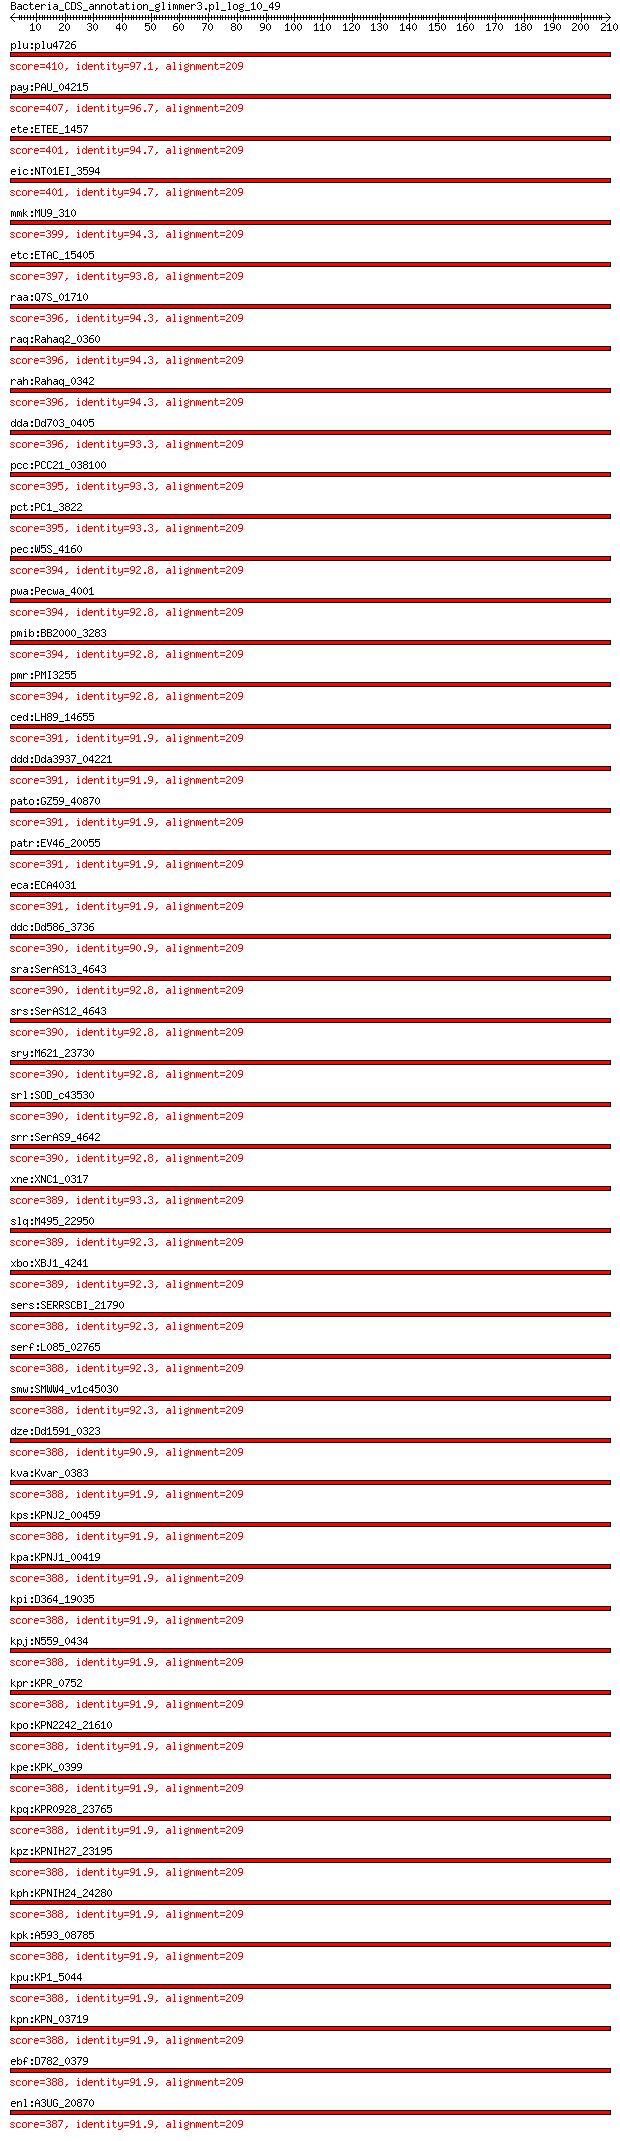 Bacteria_CDS_annotation_glimmer3.pl_log_10_49
10 20 30 40 50 60 70 80 90 100 110 120 130 140 150 160 170 180 190 200 210
plu:plu4726
score=410, identity=97.1, alignment=209
pay:PAU_04215
score=407, identity=96.7, alignment=209
ete:ETEE_1457
score=401, identity=94.7, alignment=209
eic:NT01EI_3594
score=401, identity=94.7, alignment=209
mmk:MU9_310
score=399, identity=94.3, alignment=209
etc:ETAC_15405
score=397, identity=93.8, alignment=209
raa:Q7S_01710
score=396, identity=94.3, alignment=209
raq:Rahaq2_0360
score=396, identity=94.3, alignment=209
rah:Rahaq_0342
score=396, identity=94.3, alignment=209
dda:Dd703_0405
score=396, identity=93.3, alignment=209
pcc:PCC21_038100
score=395, identity=93.3, alignment=209
pct:PC1_3822
score=395, identity=93.3, alignment=209
pec:W5S_4160
score=394, identity=92.8, alignment=209
pwa:Pecwa_4001
score=394, identity=92.8, alignment=209
pmib:BB2000_3283
score=394, identity=92.8, alignment=209
pmr:PMI3255
score=394, identity=92.8, alignment=209
ced:LH89_14655
score=391, identity=91.9, alignment=209
ddd:Dda3937_04221
score=391, identity=91.9, alignment=209
pato:GZ59_40870
score=391, identity=91.9, alignment=209
patr:EV46_20055
score=391, identity=91.9, alignment=209
eca:ECA4031
score=391, identity=91.9, alignment=209
ddc:Dd586_3736
score=390, identity=90.9, alignment=209
sra:SerAS13_4643
score=390, identity=92.8, alignment=209
srs:SerAS12_4643
score=390, identity=92.8, alignment=209
sry:M621_23730
score=390, identity=92.8, alignment=209
srl:SOD_c43530
score=390, identity=92.8, alignment=209
srr:SerAS9_4642
score=390, identity=92.8, alignment=209
xne:XNC1_0317
score=389, identity=93.3, alignment=209
slq:M495_22950
score=389, identity=92.3, alignment=209
xbo:XBJ1_4241
score=389, identity=92.3, alignment=209
sers:SERRSCBI_21790
score=388, identity=92.3, alignment=209
serf:L085_02765
score=388, identity=92.3, alignment=209
smw:SMWW4_v1c45030
score=388, identity=92.3, alignment=209
dze:Dd1591_0323
score=388, identity=90.9, alignment=209
kva:Kvar_0383
score=388, identity=91.9, alignment=209
kps:KPNJ2_00459
score=388, identity=91.9, alignment=209
kpa:KPNJ1_00419
score=388, identity=91.9, alignment=209
kpi:D364_19035
score=388, identity=91.9, alignment=209
kpj:N559_0434
score=388, identity=91.9, alignment=209
kpr:KPR_0752
score=388, identity=91.9, alignment=209
kpo:KPN2242_21610
score=388, identity=91.9, alignment=209
kpe:KPK_0399
score=388, identity=91.9, alignment=209
kpq:KPR0928_23765
score=388, identity=91.9, alignment=209
kpz:KPNIH27_23195
score=388, identity=91.9, alignment=209
kph:KPNIH24_24280
score=388, identity=91.9, alignment=209
kpk:A593_08785
score=388, identity=91.9, alignment=209
kpu:KP1_5044
score=388, identity=91.9, alignment=209
kpn:KPN_03719
score=388, identity=91.9, alignment=209
ebf:D782_0379
score=388, identity=91.9, alignment=209
enl:A3UG_20870
score=387, identity=91.9, alignment=209